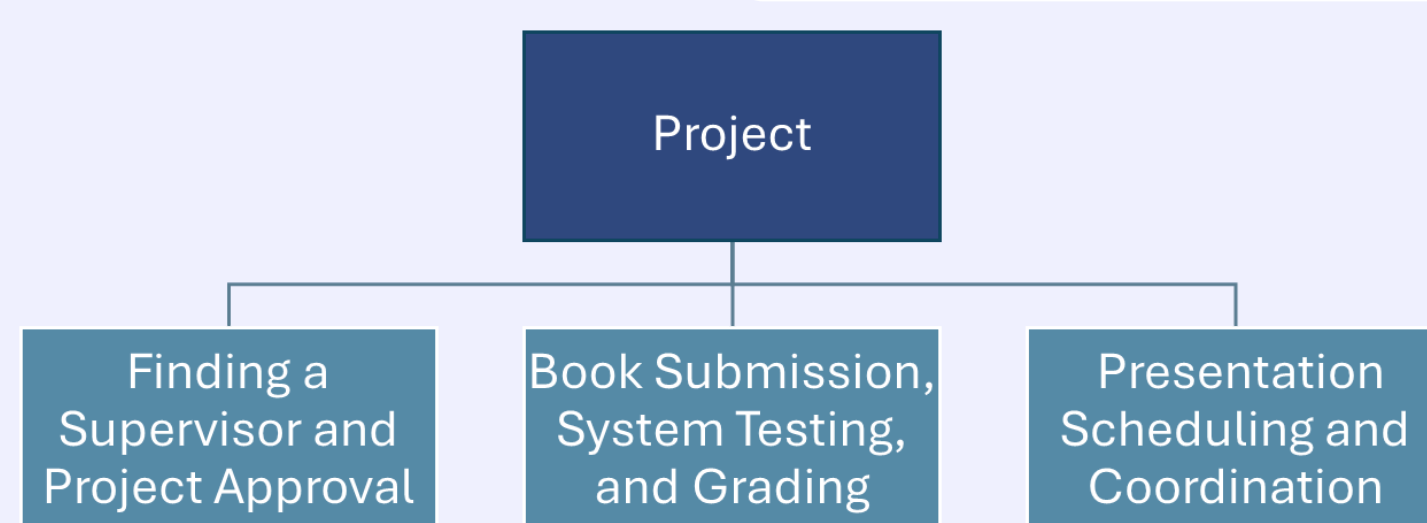 Project
Finding a
Supervisor and
Project Approval
Book Submission,
System Testing,
and Grading
Presentation
Scheduling and
Coordination